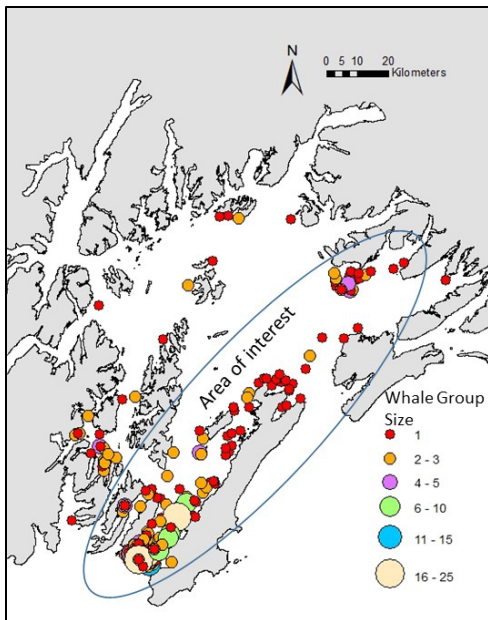 N
0 5 10 20
Kilometers
Area of interest
Whale Group
Size
1
2 - 3
4 - 5
6 - 10
11 - 15
16 - 25